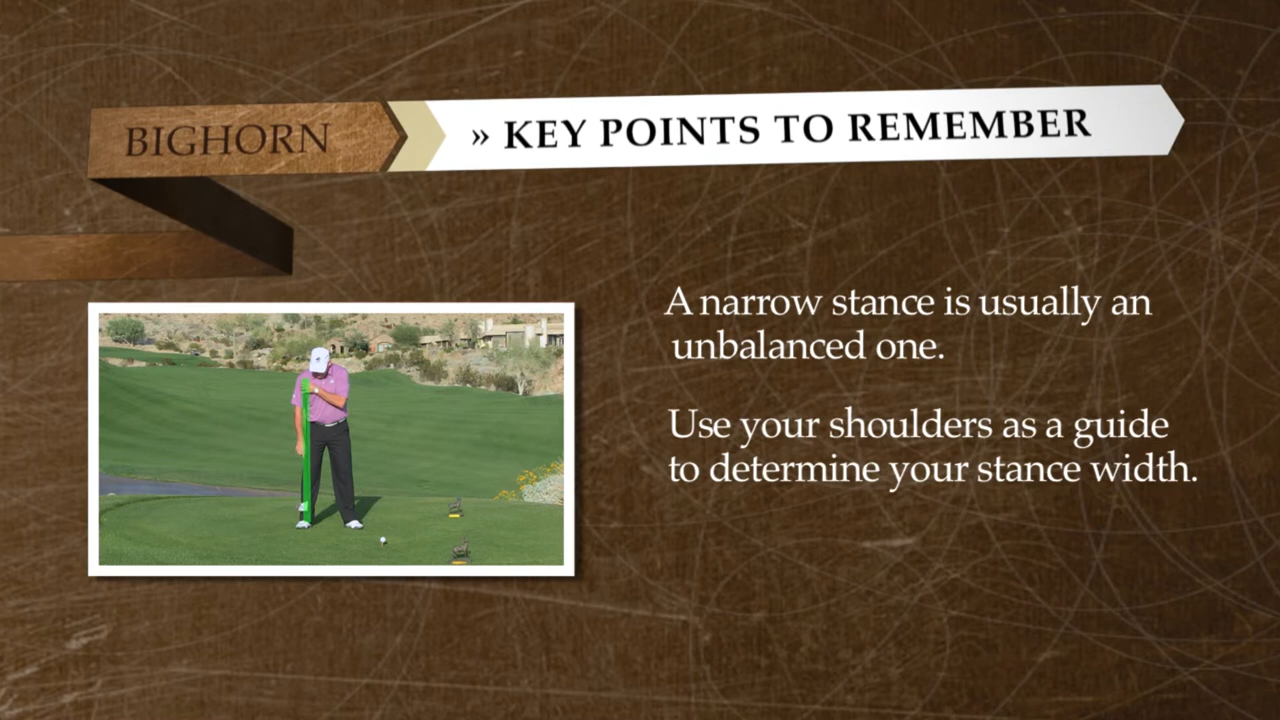 BIGHORN
» KEY POINTS TO REMEMBER
A narrow stance is usually an
unbalanced one.
Use your shoulders as a guide
to determine your stance width.